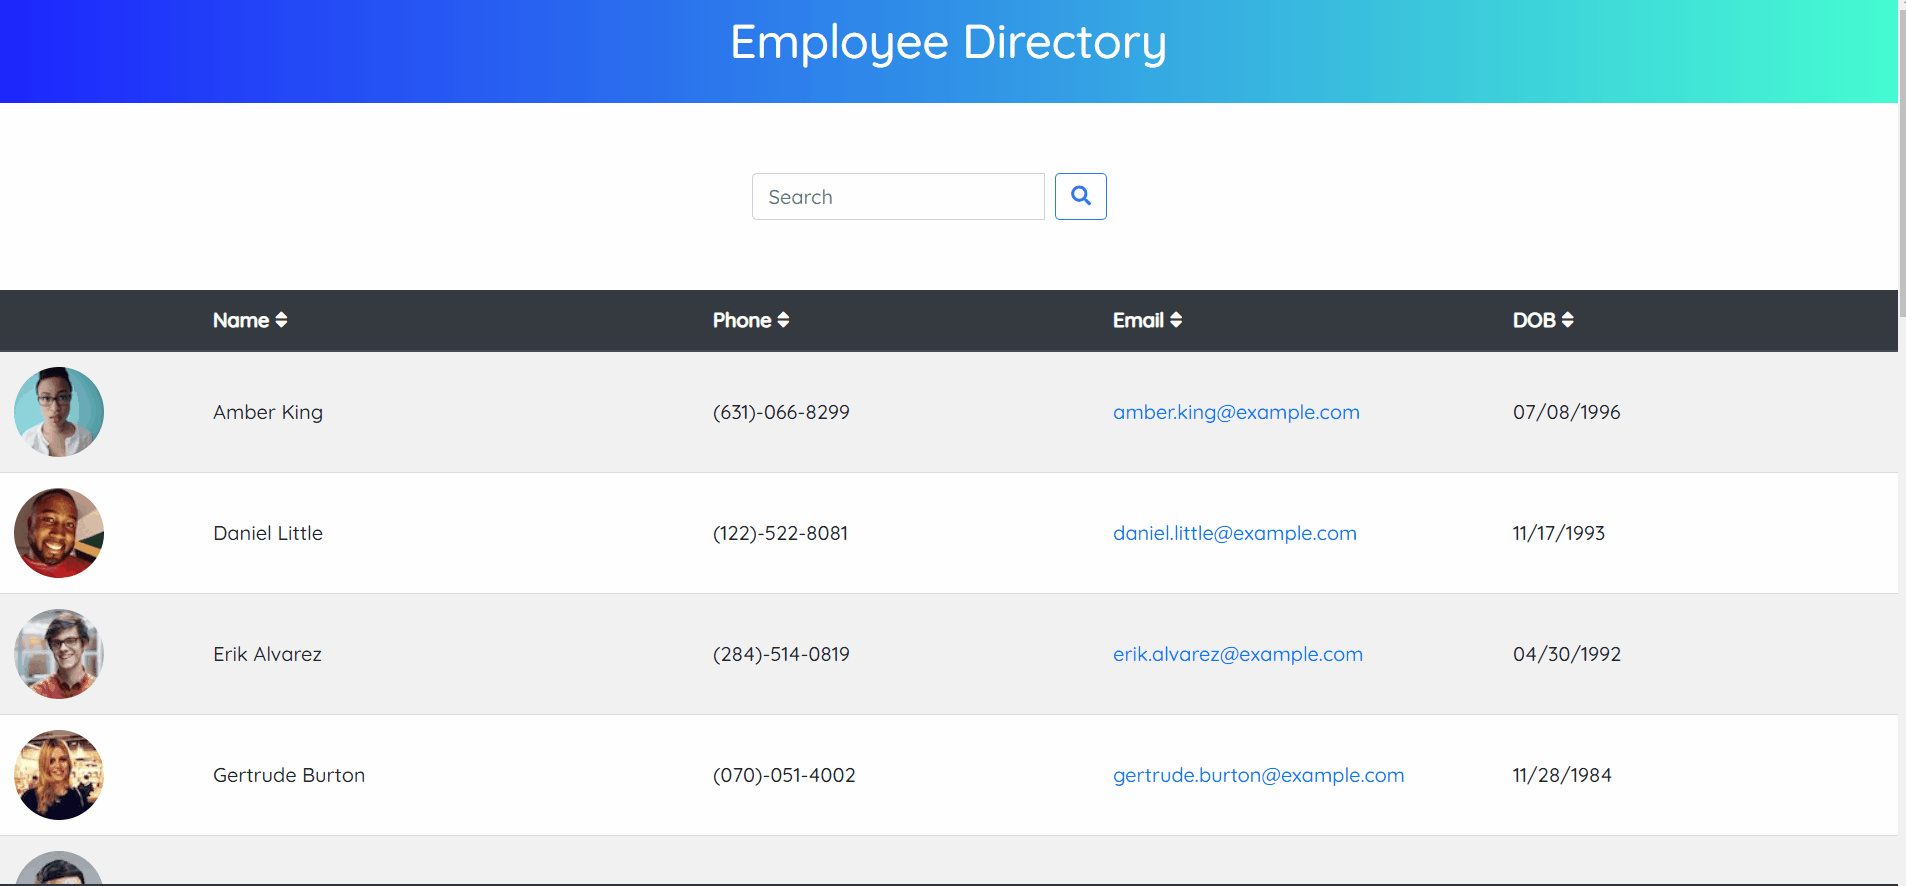 Employee Directory
Search
Name Phone Email DOB
Amber King (631)-066-8299 amber.king@example.com 07/08/1996
Daniel Little (122)-522-8081 daniel.little@example.com 11/17/1993
Erik Alvarez (284)-514-0819 erik.alvarez@example.com 04/30/1992
Gertrude Burton (070)-051-4002 gertrude.burton@example.com 11/28/1984